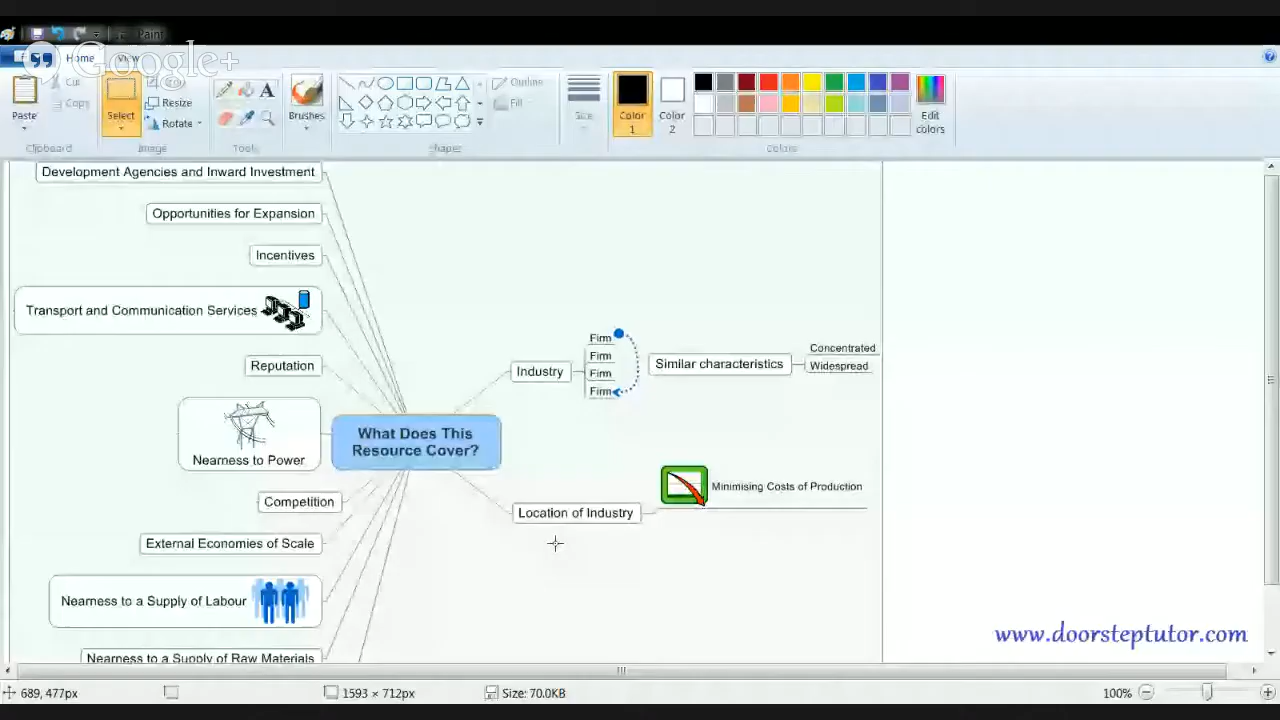 Paint
Google+
Home
View
Paste
Cut
Copy
Clipboard
Select
Resize
Rotate
Image
A
Tools
Brushes
Outline
Fill
Shapes
Size
Color
1
Color
2
Edit
colors
Colors
Development Agencies and Inward Investment
Opportunities for Expansion
Incentives
Transport and Communication Services
Reputation
Nearness to Power
Competition
External Economies of Scale
Nearness to a Supply of Labour
Nearness to a Supply of Raw Materials
What Does This
Resource Cover?
Industry
Firm
Firm
Firm
Firm
Similar characteristics
Concentrated
Widespread
Location of Industry
Minimising Costs of Production
www.doorsteptutor.com
689, 477px
1593 × 712px
Size: 70.0KB
100%